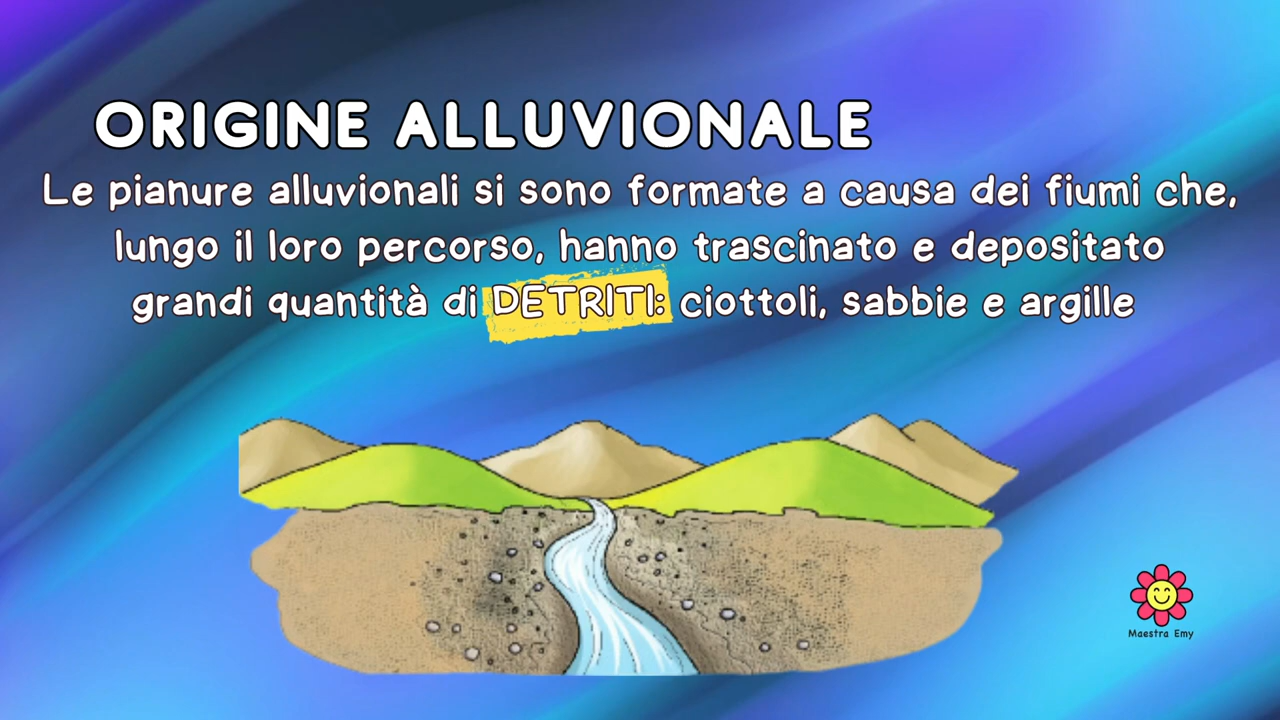 ORIGINE ALLUVIONALE
Le pianure alluvionali si sono formate a causa dei fiumi che,
lungo il loro percorso, hanno trascinato e depositato
grandi quantità di DETRITI: ciottoli, sabbie e argille
Maestra Emy